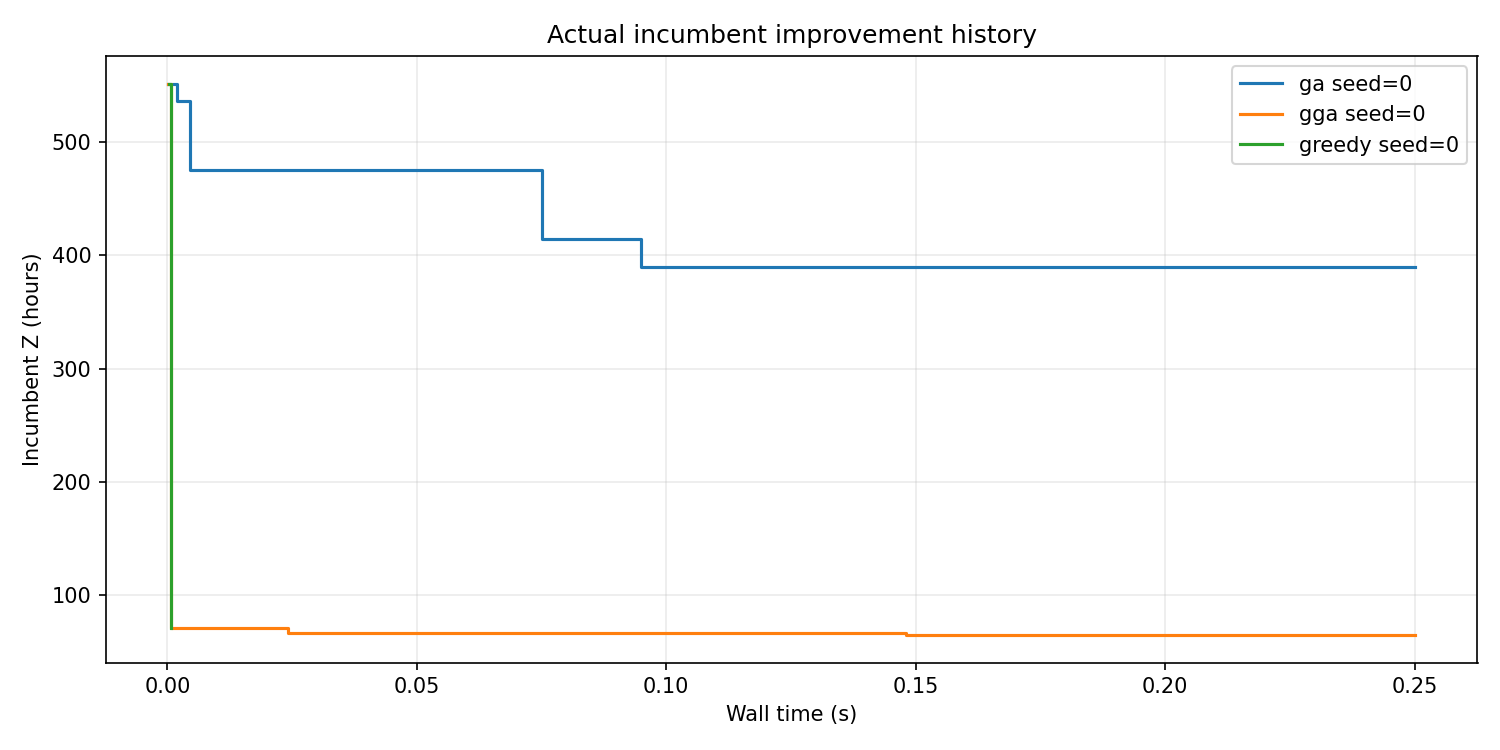 Actual incumbent improvement history
ga seed=0
gga seed=0
greedy seed=0
Incumbent Z (hours)
500
400
300
200
100
0.00 0.05 0.10 0.15 0.20 0.25
Wall time (s)